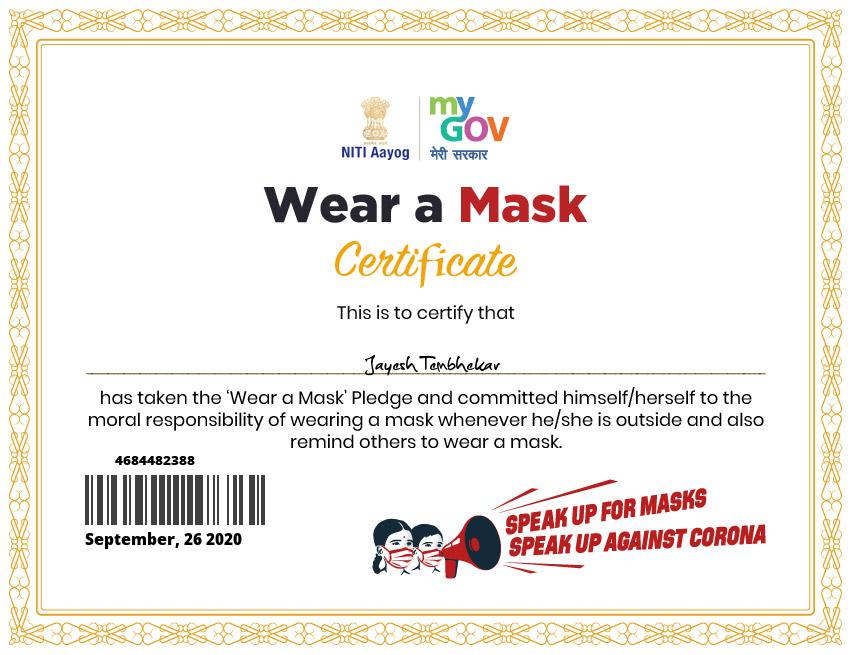 NITI Aayog
my
GOV
मेरी सरकार
Wear a Mask
Certificate
This is to certify that
Jayesh Tembhekar
has taken the ‘Wear a Mask’ Pledge and committed himself/herself to the
moral responsibility of wearing a mask whenever he/she is outside and also
remind others to wear a mask.
4684482388
September, 26 2020
SPEAK UP FOR MASKS
SPEAK UP AGAINST CORONA